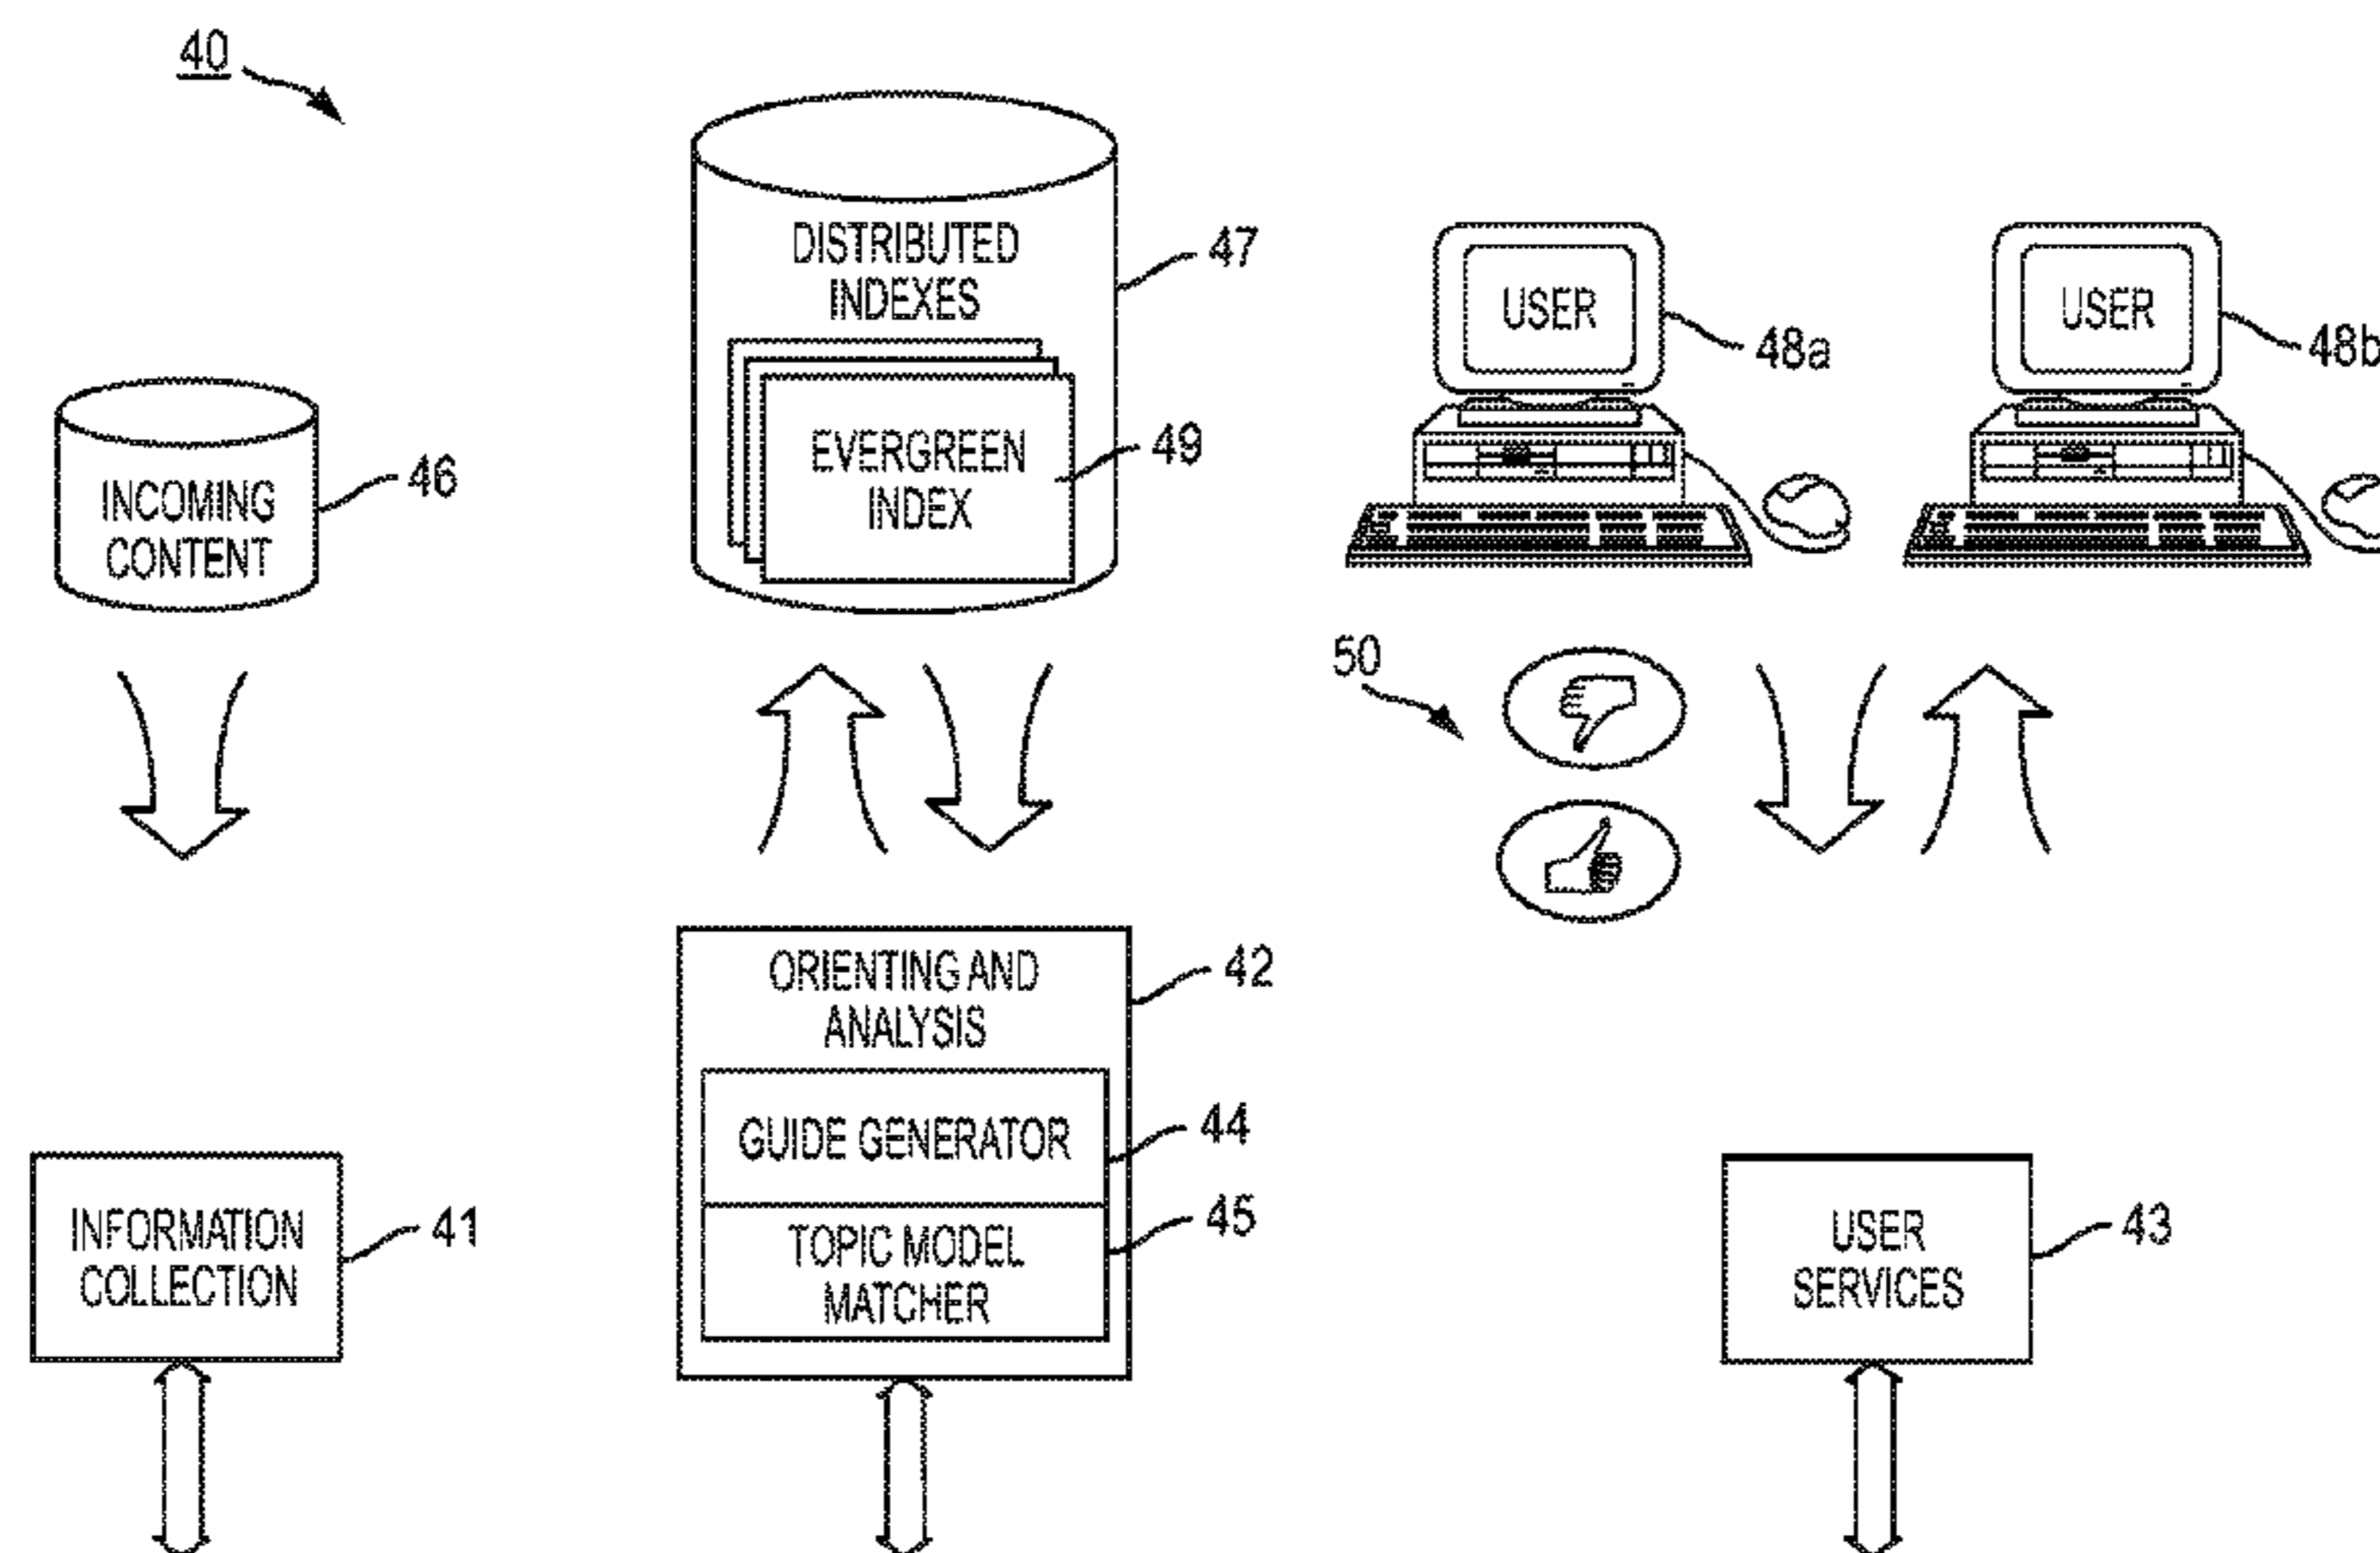 40
DISTRIBUTED
INDEXES
47
EVERGREEN
INDEX
49
INCOMING
CONTENT
46
USER
48a
USER
48b
50
ORIENTING AND
ANALYSIS
42
GUIDE GENERATOR
44
TOPIC MODEL
MATCHER
45
INFORMATION
COLLECTION
41
USER
SERVICES
43